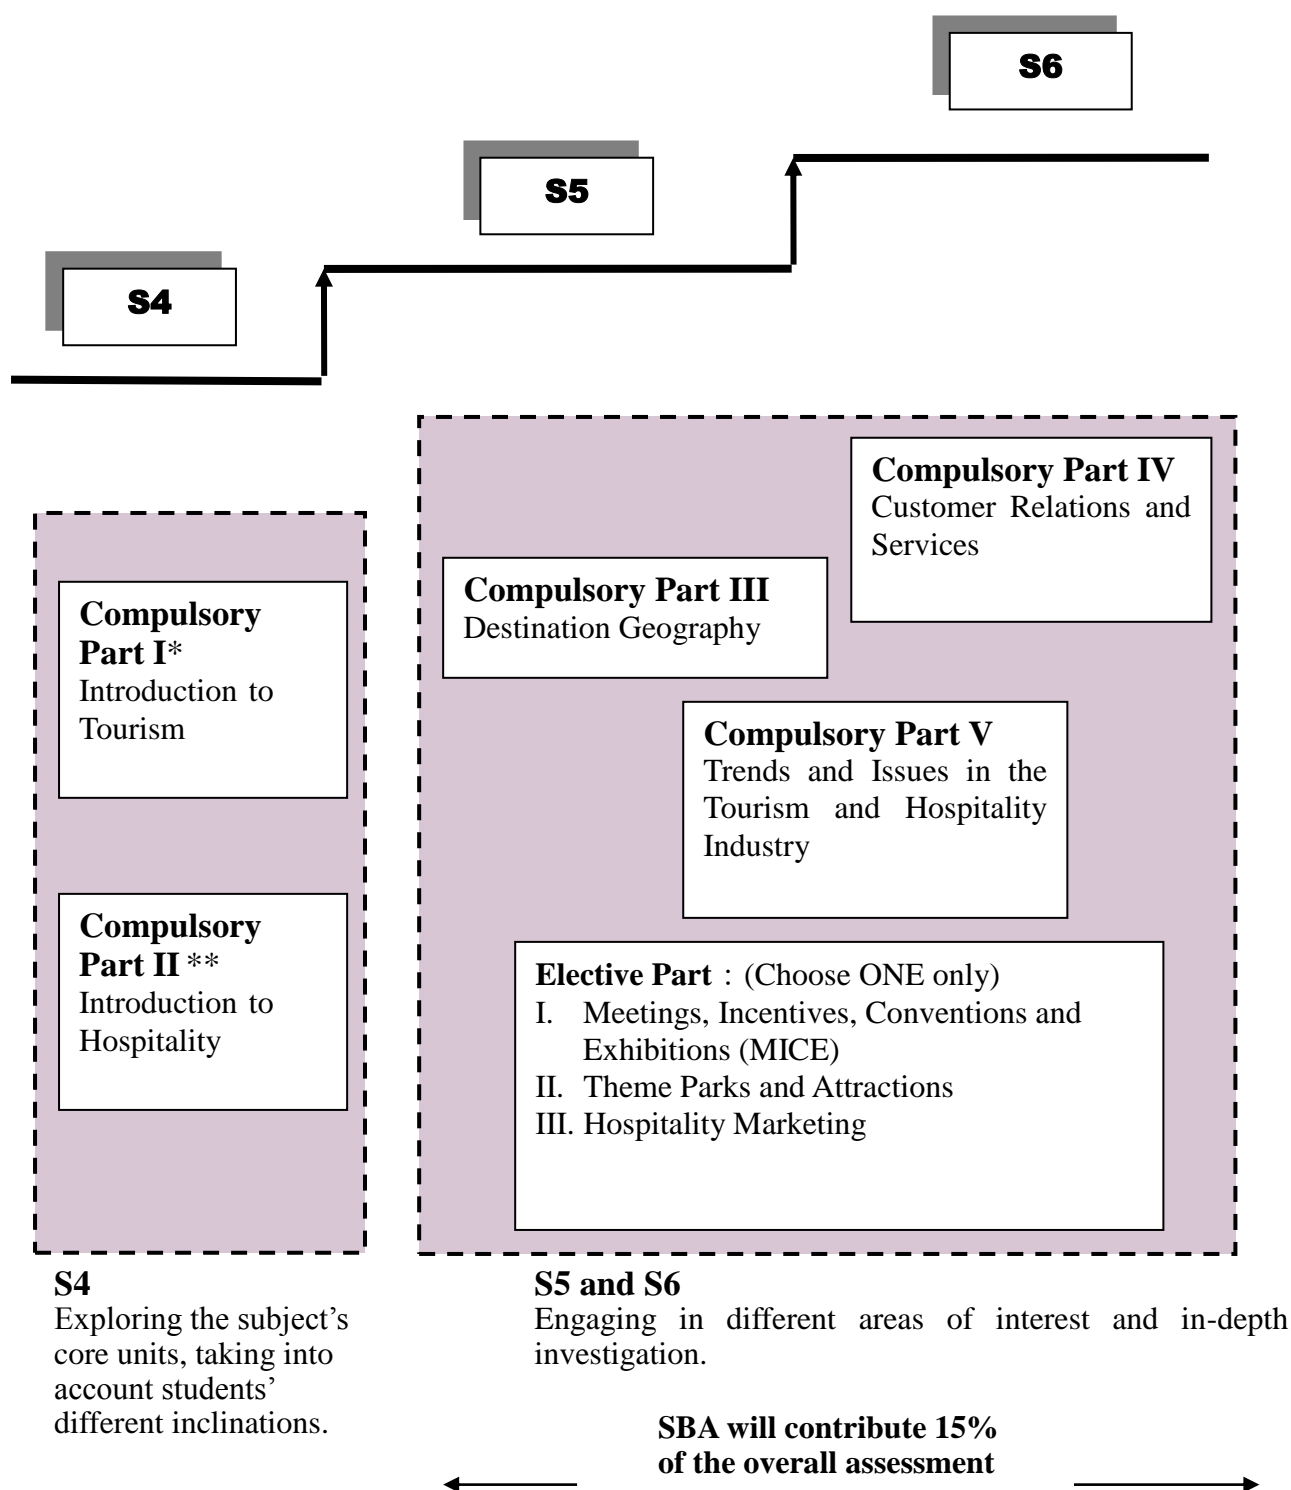 S6
S5
S4
Compulsory
Part I*
Introduction to
Tourism
Compulsory
Part II **
Introduction to
Hospitality
Compulsory Part IV
Customer Relations and
Services
Compulsory Part III
Destination Geography
Compulsory Part V
Trends and Issues in the
Tourism and Hospitality
Industry
Elective Part : (Choose ONE only)
I. Meetings, Incentives, Conventions and
Exhibitions (MICE)
II. Theme Parks and Attractions
III. Hospitality Marketing
S4
Exploring the subject’s
core units, taking into
account students’
different inclinations.
S5 and S6
Engaging in different areas of interest and in-depth
investigation.
SBA will contribute 15%
of the overall assessment